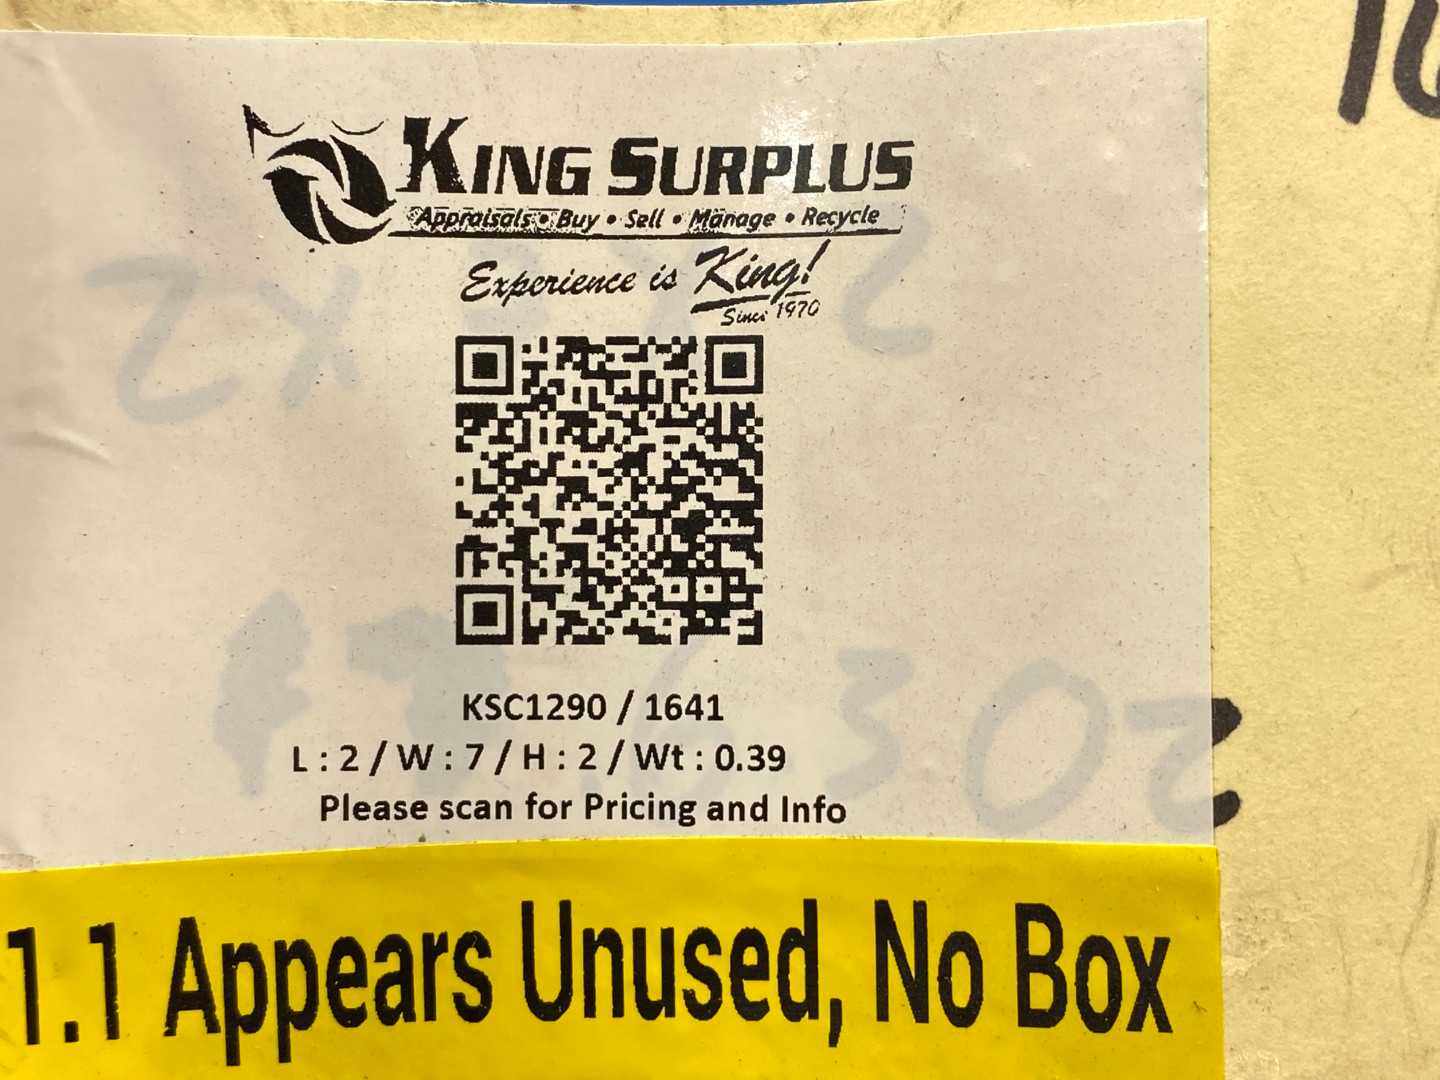 KING SURPLUS
Appraisals • Buy • Sell • Manage • Recycle
Experience is King!
Since 1970
KSC1290 / 1641
L : 2 / W : 7 / H : 2 / Wt : 0.39
Please scan for Pricing and Info
1.1 Appears Unused, No Box